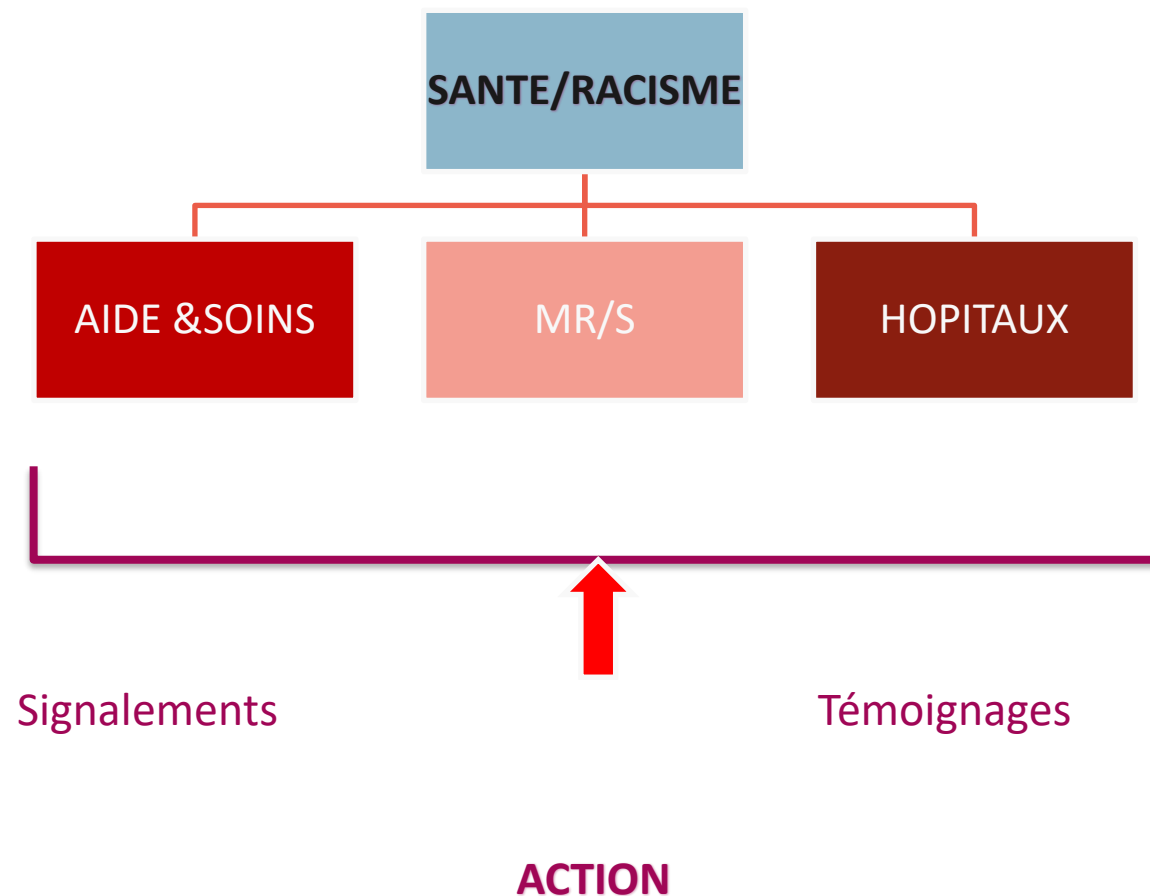 SANTE/RACISME
AIDE &SOINS
MR/S
HOPITAUX
Signalements
Témoignages
ACTION